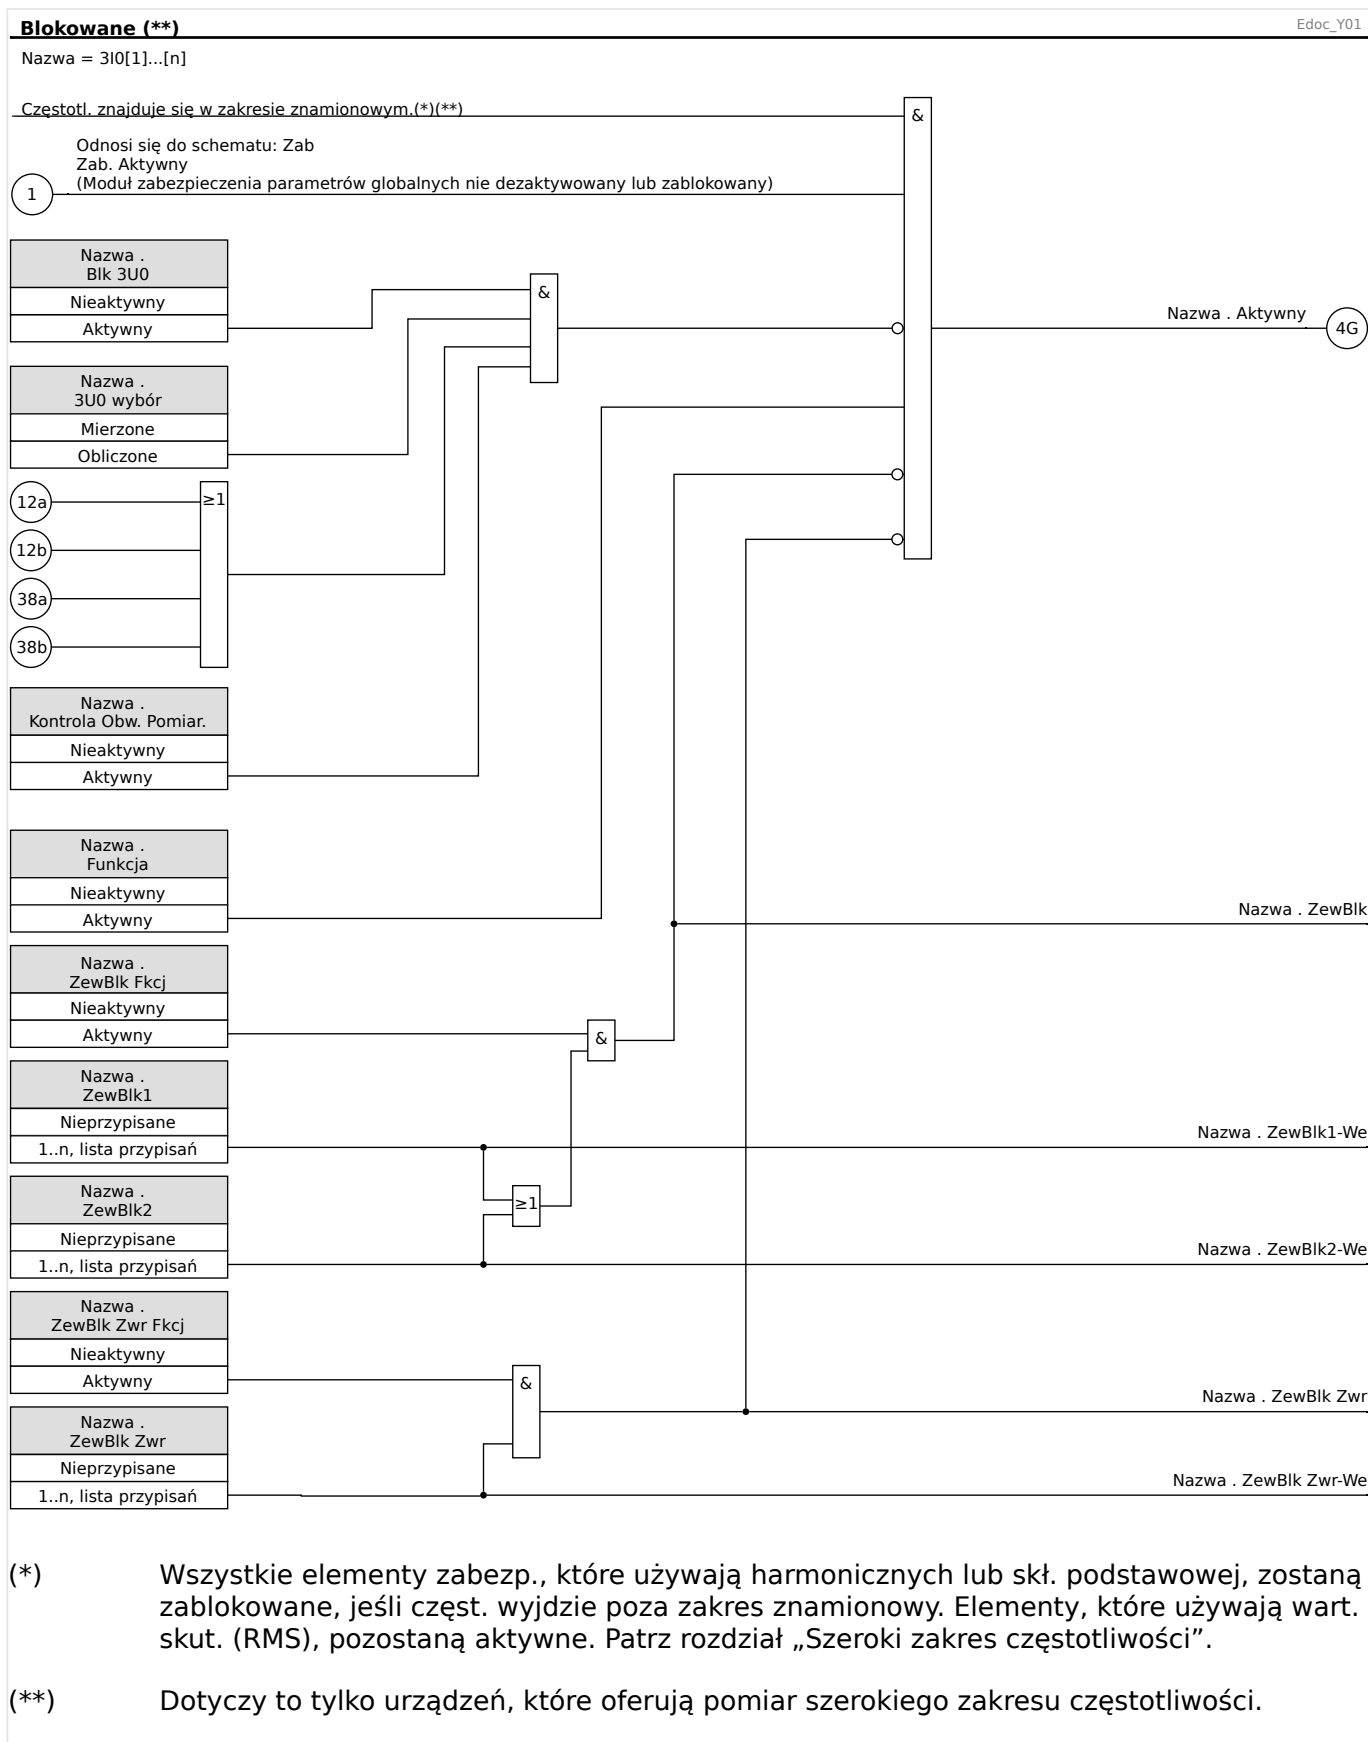 Blokowane (**)
Edoc_Y01
Nazwa = 3I0[1]...[n]
Częstotl. znajduje się w zakresie znamionowym.(*)(**)
&
Odnosi się do schematu: Zab
Zab. Aktywny
(Moduł zabezpieczenia parametrów globalnych nie dezaktywowany lub zablokowany)
1
Nazwa .
Blk 3U0
Nieaktywny
Aktywny
&
Nazwa . Aktywny
4G
Nazwa .
3U0 wybór
Mierzone
Obliczone
12a
≥1
12b
38a
38b
Nazwa .
Kontrola Obw. Pomiar.
Nieaktywny
Aktywny
Nazwa .
Funkcja
Nieaktywny
Aktywny
Nazwa . ZewBlk
Nazwa .
ZewBlk Fkcj
Nieaktywny
Aktywny
&
Nazwa .
ZewBlk1
Nieprzypisane
1..n, lista przypisań
Nazwa . ZewBlk1-We
Nazwa .
ZewBlk2
≥1
Nieprzypisane
1..n, lista przypisań
Nazwa . ZewBlk2-We
Nazwa .
ZewBlk Zwr Fkcj
Nieaktywny
Aktywny
&
Nazwa . ZewBlk Zwr
Nazwa .
ZewBlk Zwr
Nieprzypisane
1..n, lista przypisań
Nazwa . ZewBlk Zwr-We
(*) Wszystkie elementy zabezp., które używają harmonicznych lub skł. podstawowej, zostaną
zablokowane, jeśli częst. wyjdzie poza zakres znamionowy. Elementy, które używają wart.
skut. (RMS), pozostaną aktywne. Patrz rozdział „Szeroki zakres częstotliwości”.
(**) Dotyczy to tylko urządzeń, które oferują pomiar szerokiego zakresu częstotliwości.